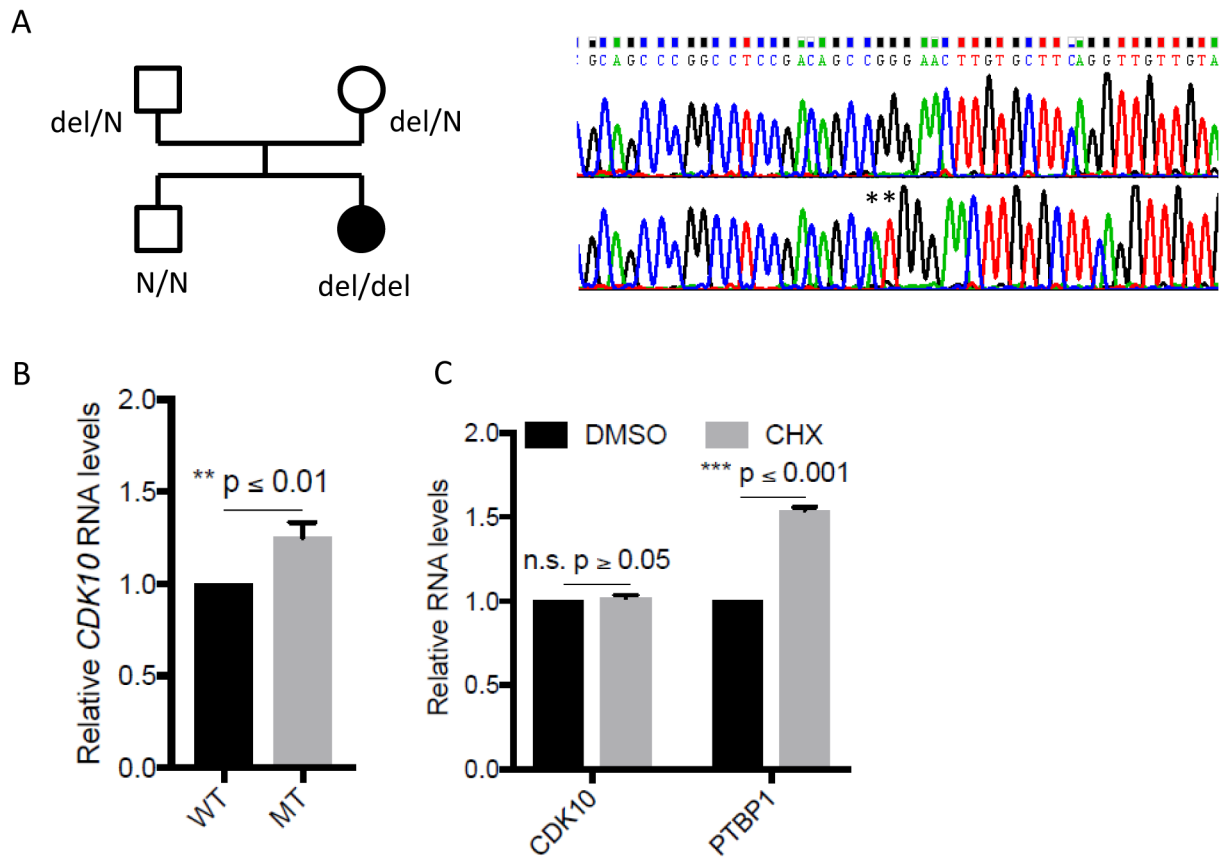 A
del/N
del/N
N/N
del/del
GCAGCCCGGCCTCCGACAGCCGGGAACTTGTGCTTCAGGTTGTTGTA
**
B
Relative CDK10 RNA levels
2.0
1.5
1.0
0.5
0.0
** p ≤ 0.01
WT
MT
C
Relative RNA levels
2.0
1.5
1.0
0.5
0.0
DMSO
CHX
*** p ≤ 0.001
n.s. p ≥ 0.05
CDK10
PTBP1